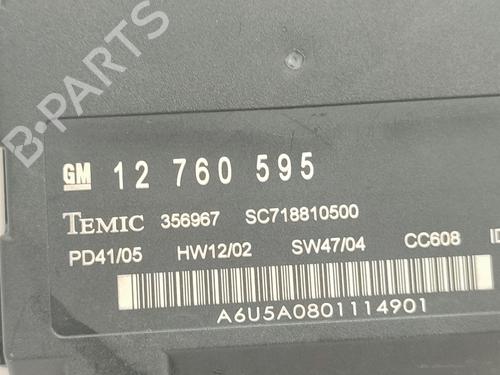 B-PARTS
GM 12 760 595
TEMIC 356967 SC718810500
PD41/05 HW12/02 SW47/04 CC608
A6U5A0801114901